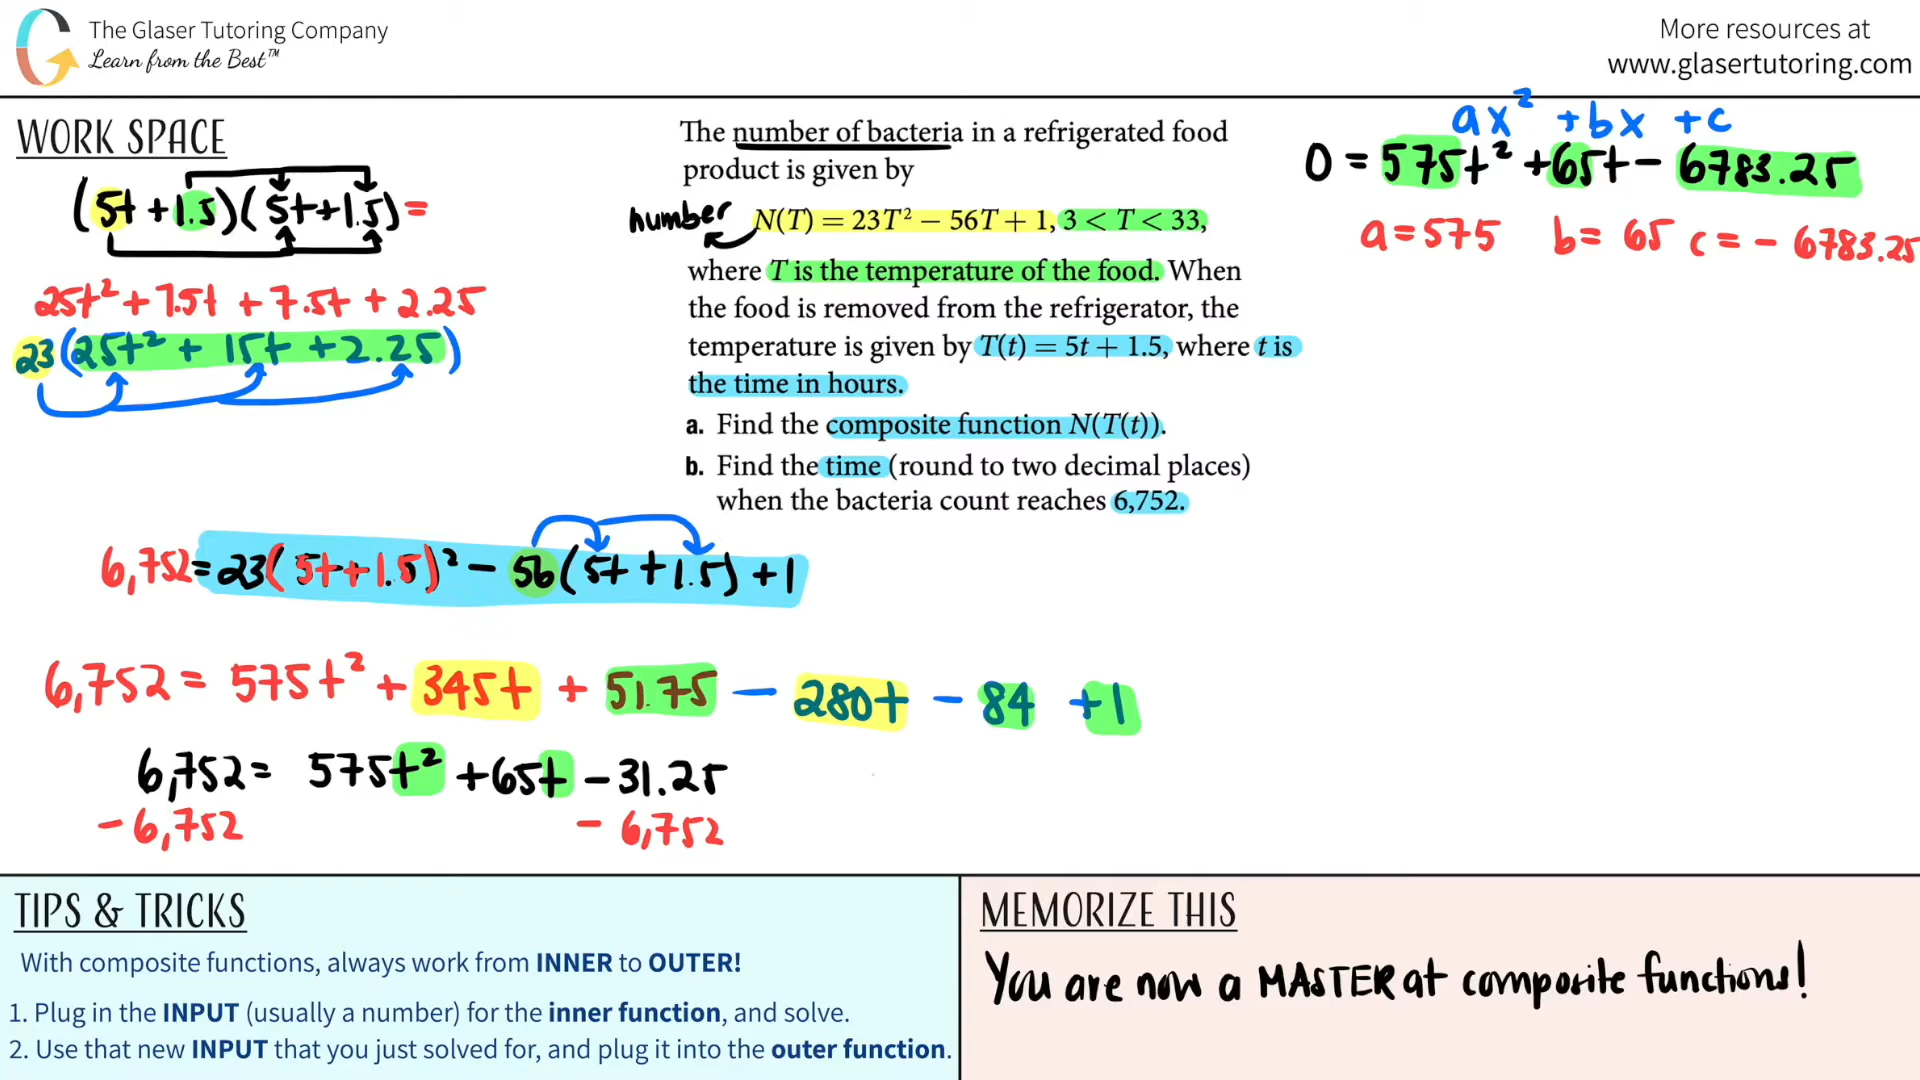 The Glaser Tutoring Company
Learn from the Best™
More resources at
www.glasertutoring.com
WORK SPACE
(5t + 1.5)(5t + 1.5) =
25t² + 7.5t + 7.5t + 2.25
23(25t² + 15t + 2.25)
The number of bacteria in a refrigerated food
product is given by
number
N(T) = 23T² − 56T + 1, 3 < T < 33,
where T is the temperature of the food. When
the food is removed from the refrigerator, the
temperature is given by T(t) = 5t + 1.5, where t is
the time in hours.
a. Find the composite function N(T(t)).
b. Find the time (round to two decimal places)
when the bacteria count reaches 6,752.
ax² + bx + c
0 = 575t² + 65t − 6783.25
a = 575 b = 65 c = − 6783.25
6,752 = 23(5t + 1.5)² − 56(5t + 1.5) + 1
6,752 = 575t² + 345t + 51.75 − 280t − 84 + 1
6,752 = 575t² + 65t − 31.25
− 6,752 − 6,752
TIPS & TRICKS
With composite functions, always work from INNER to OUTER!
1. Plug in the INPUT (usually a number) for the inner function, and solve.
2. Use that new INPUT that you just solved for, and plug it into the outer function.
MEMORIZE THIS
You are now a MASTER at composite functions!